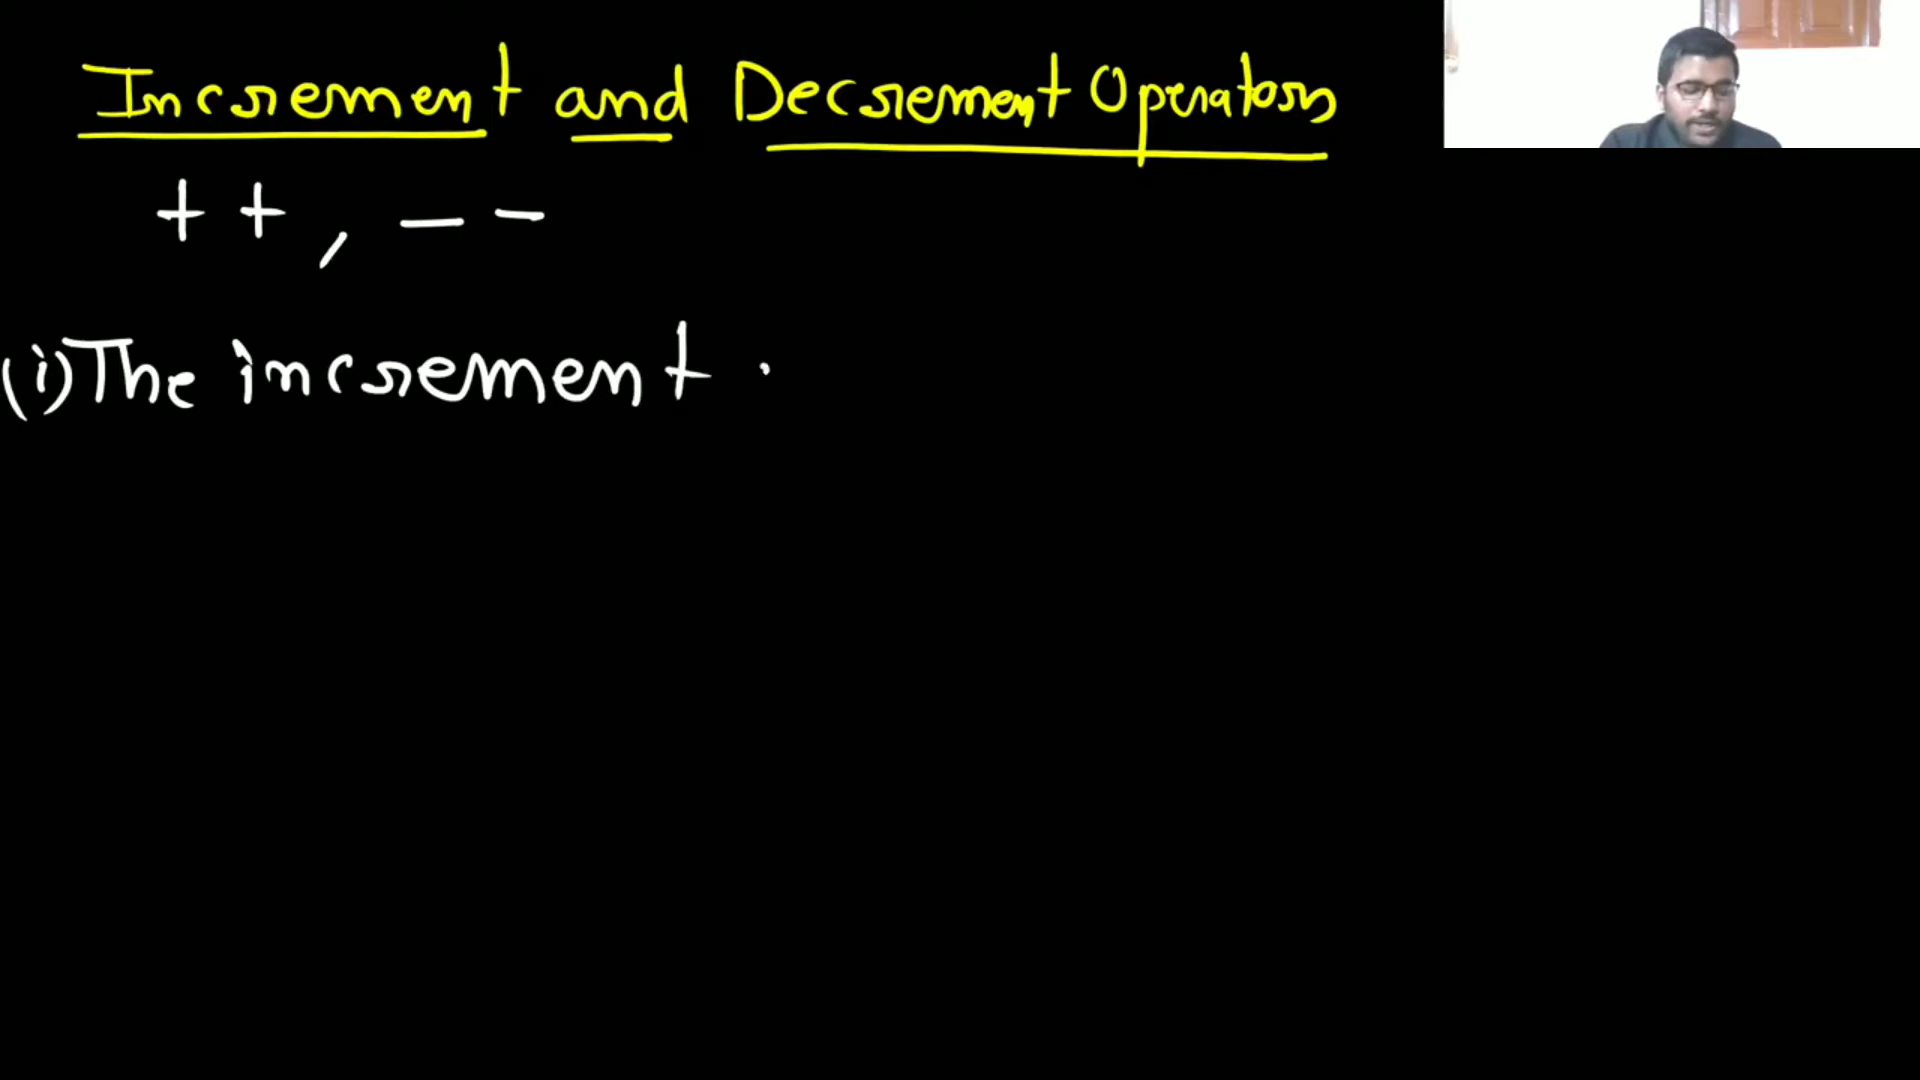 Increment and Decrement Operators
++, --
(i) The increment